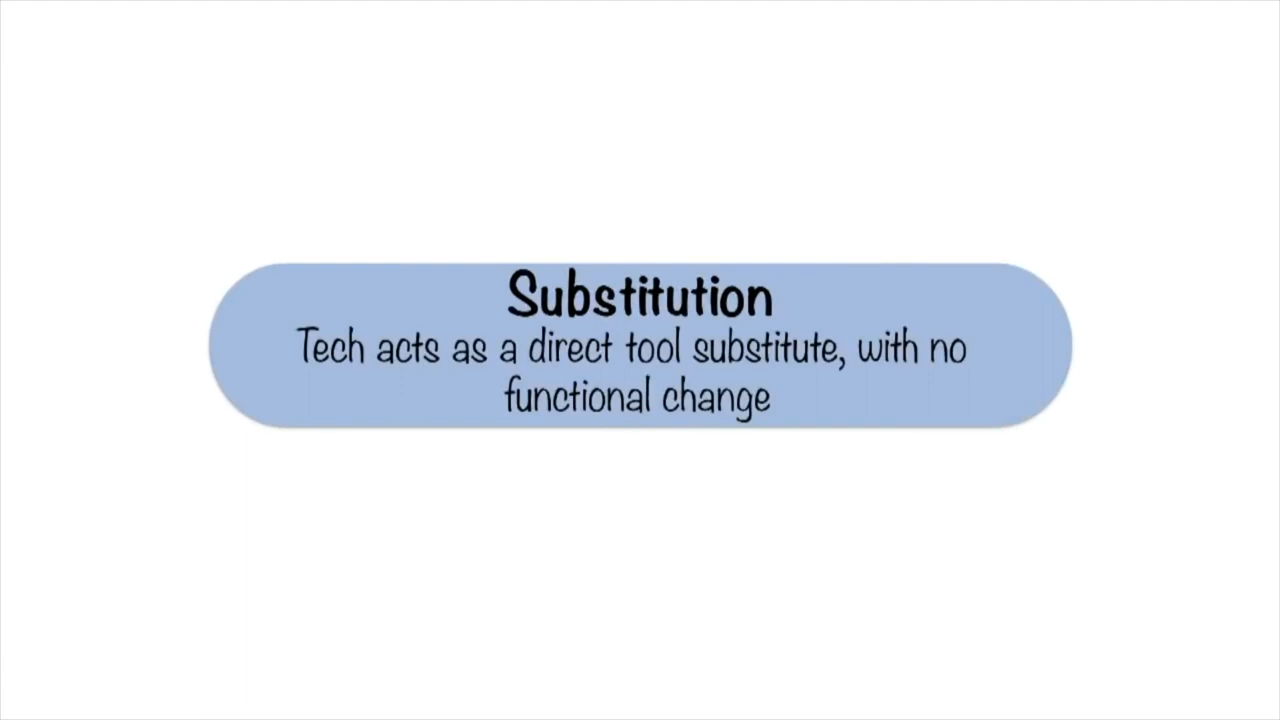 Substitution
Tech acts as a direct tool substitute, with no
functional change